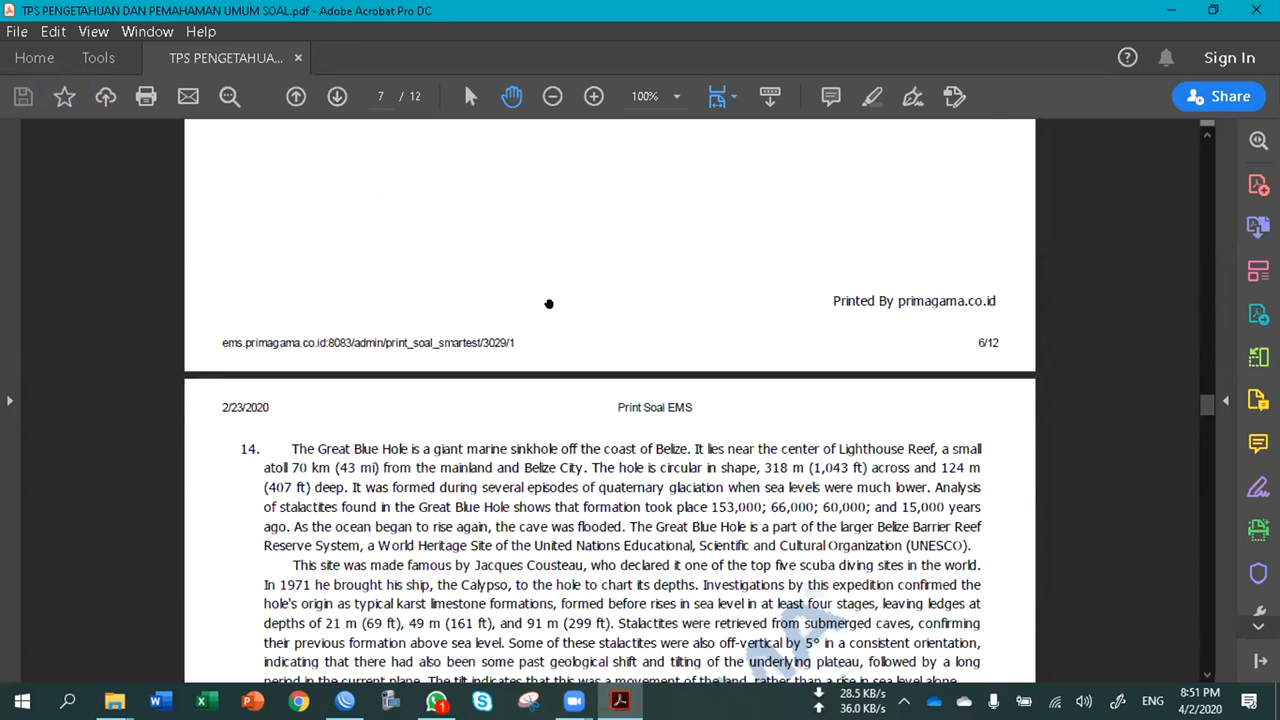 TPS PENGETAHUAN DAN PEMAHAMAN UMUM SOAL.pdf - Adobe Acrobat Pro DC
File Edit View Window Help
Home Tools TPS PENGETAHUA... Sign In
7 / 12 100% Share
Printed By primagama.co.id
ems.primagama.co.id:8083/admin/print_soal_smartest/3029/1 6/12
2/23/2020 Print Soal EMS
14. The Great Blue Hole is a giant marine sinkhole off the coast of Belize. It lies near the center of Lighthouse Reef, a small
atoll 70 km (43 mi) from the mainland and Belize City. The hole is circular in shape, 318 m (1,043 ft) across and 124 m
(407 ft) deep. It was formed during several episodes of quaternary glaciation when sea levels were much lower. Analysis
of stalactites found in the Great Blue Hole shows that formation took place 153,000; 66,000; 60,000; and 15,000 years
ago. As the ocean began to rise again, the cave was flooded. The Great Blue Hole is a part of the larger Belize Barrier Reef
Reserve System, a World Heritage Site of the United Nations Educational, Scientific and Cultural Organization (UNESCO).
This site was made famous by Jacques Cousteau, who declared it one of the top five scuba diving sites in the world.
In 1971 he brought his ship, the Calypso, to the hole to chart its depths. Investigations by this expedition confirmed the
hole's origin as typical karst limestone formations, formed before rises in sea level in at least four stages, leaving ledges at
depths of 21 m (69 ft), 49 m (161 ft), and 91 m (299 ft). Stalactites were retrieved from submerged caves, confirming
their previous formation above sea level. Some of these stalactites were also off-vertical by 5° in a consistent orientation,
indicating that there had also been some past geological shift and tilting of the underlying plateau, followed by a long
period in the current plane. The tilt indicates that this was a movement of the land, rather than a rise in sea level alone.
28.5 KB/s
36.0 KB/s
ENG
8:51 PM
4/2/2020